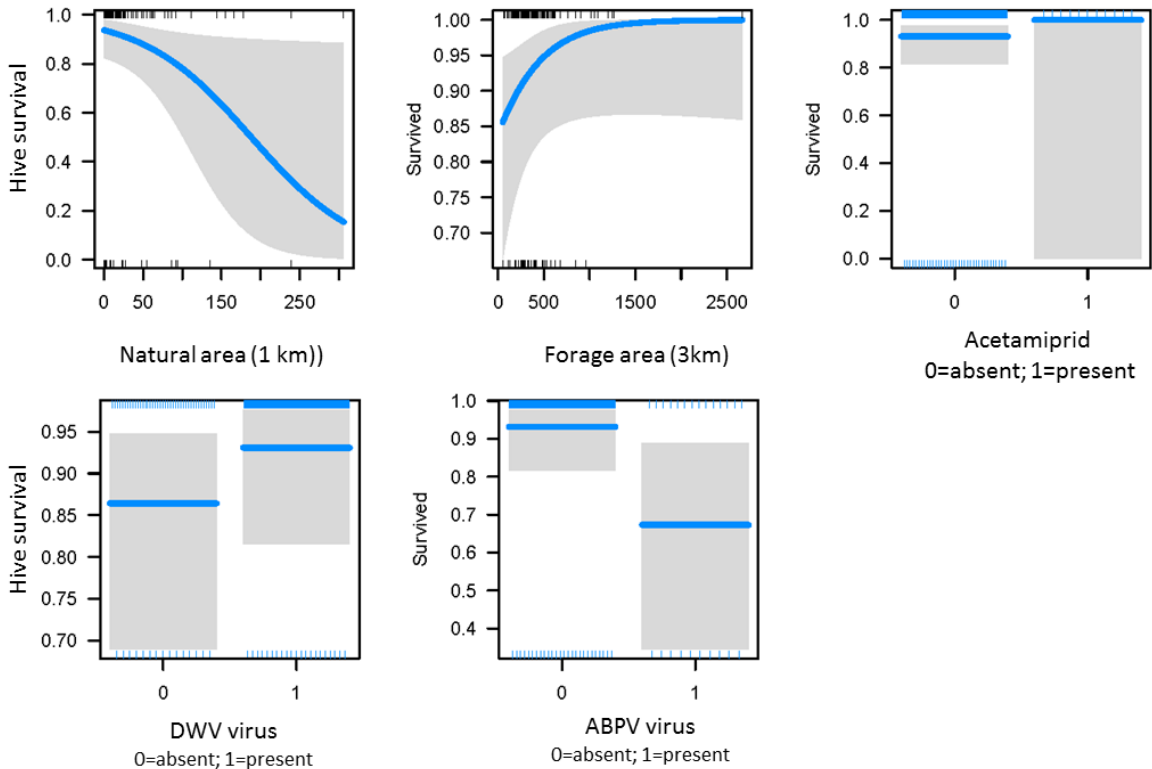 Hive survival
1.0
0.8
0.6
0.4
0.2
0.0
0 50 150 250
Natural area (1 km))
Survived
1.00
0.95
0.90
0.85
0.80
0.75
0.70
0 500 1500 2500
Forage area (3km)
Survived
1.0
0.8
0.6
0.4
0.2
0.0
0 1
Acetamiprid
0=absent; 1=present
Hive survival
0.95
0.90
0.85
0.80
0.75
0.70
0 1
DWV virus
0=absent; 1=present
Survived
1.0
0.9
0.8
0.7
0.6
0.5
0.4
0 1
ABPV virus
0=absent; 1=present